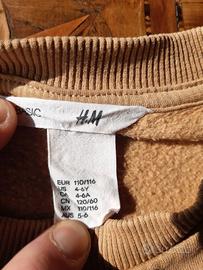 BASIC
H&M
EUR 110/116
US 4-6Y
CA 4-6A
CN 120/60
MX 110/116
AUS 5-6